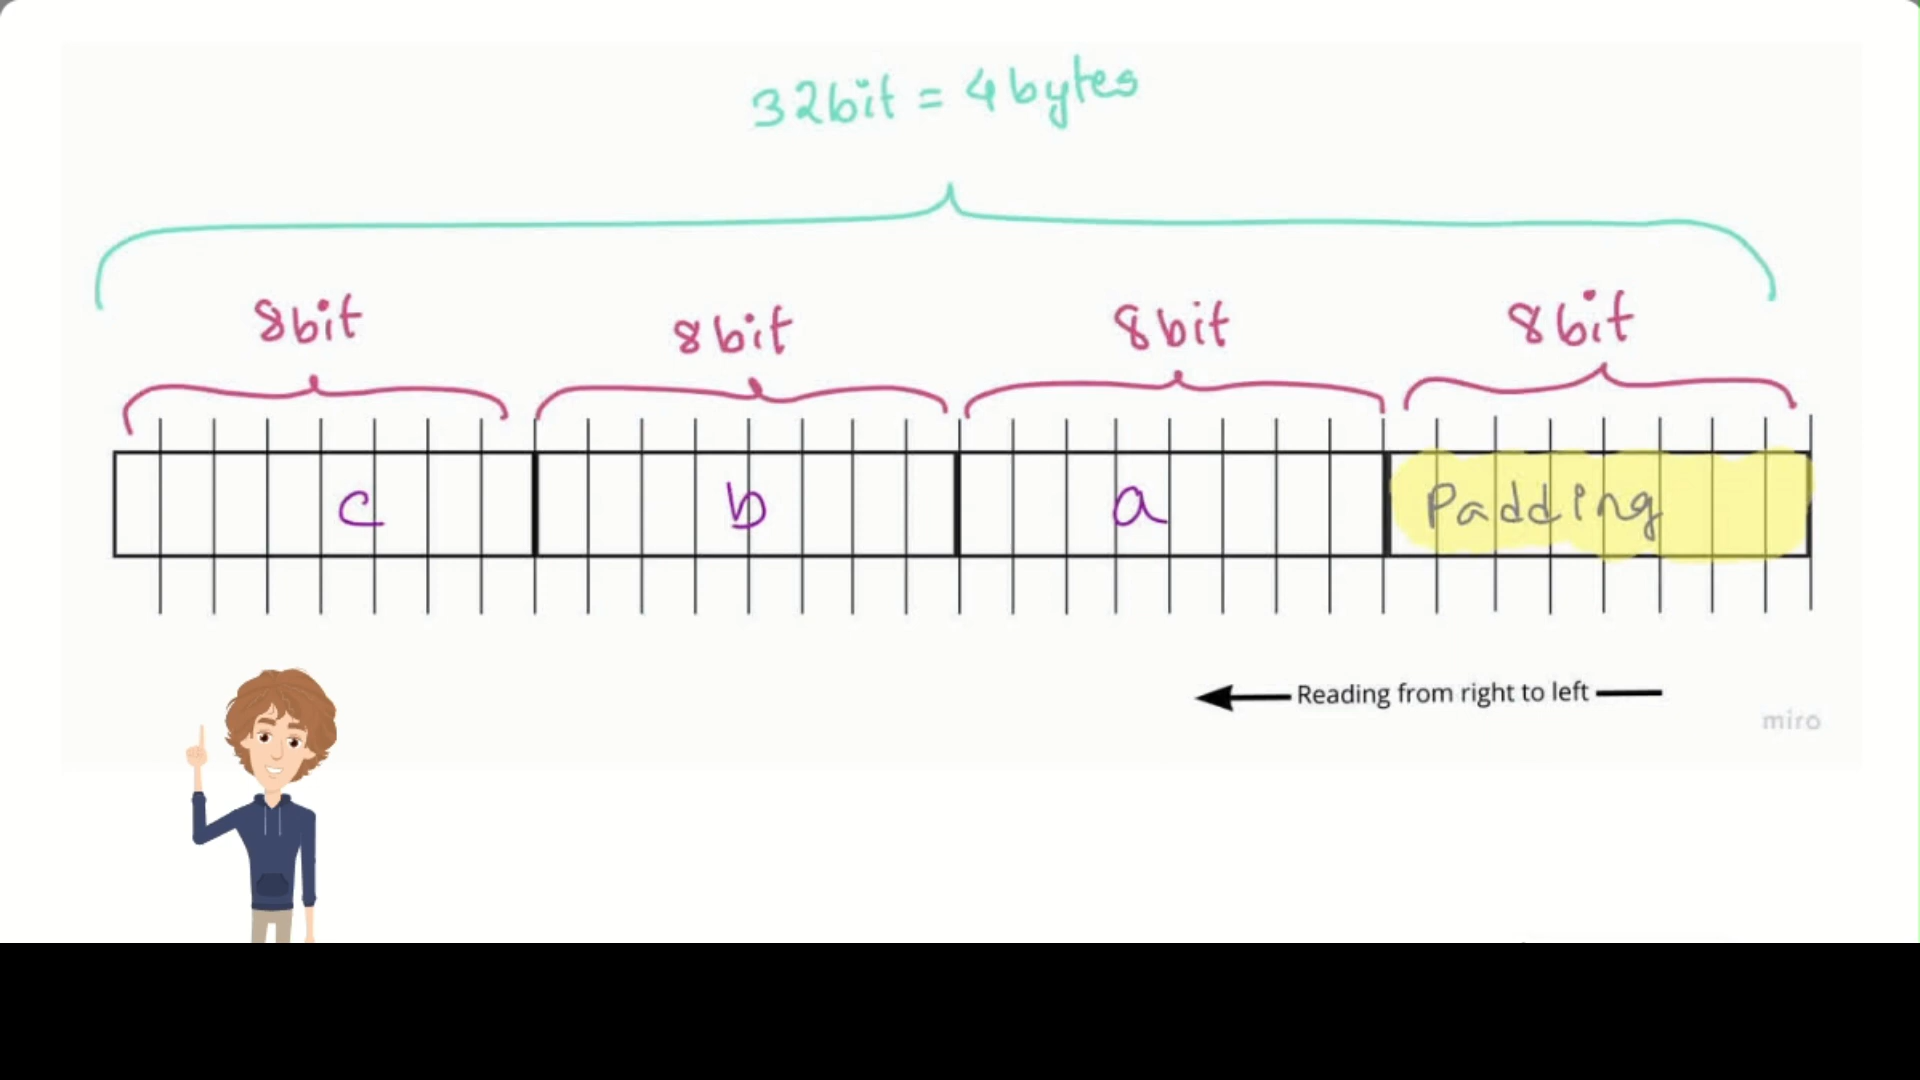 32bit = 4bytes
8bit 8bit 8bit 8bit
c b a Padding
Reading from right to left
miro